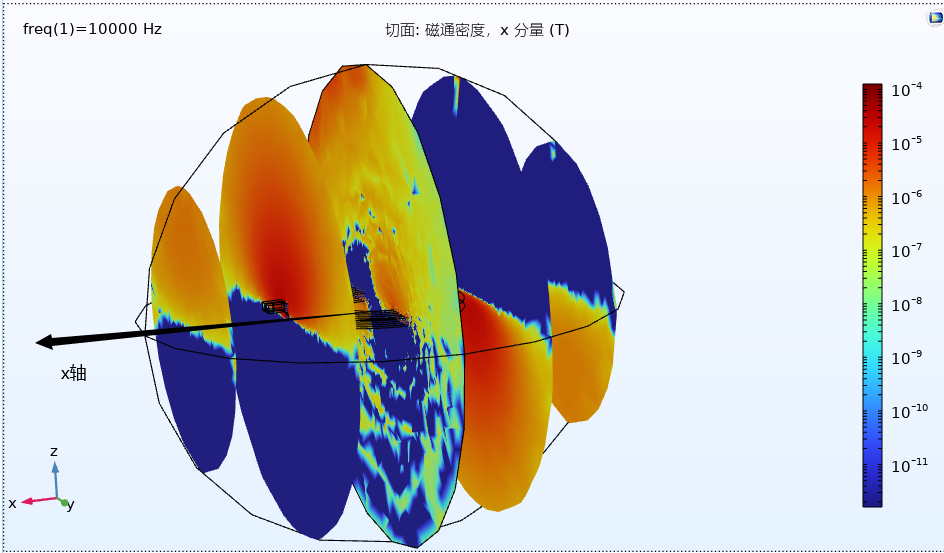 freq(1)=10000 Hz
切面: 磁通密度, x 分量 (T)
10⁻⁴
10⁻⁵
10⁻⁶
10⁻⁷
10⁻⁸
10⁻⁹
10⁻¹⁰
10⁻¹¹
x轴
z
x
y